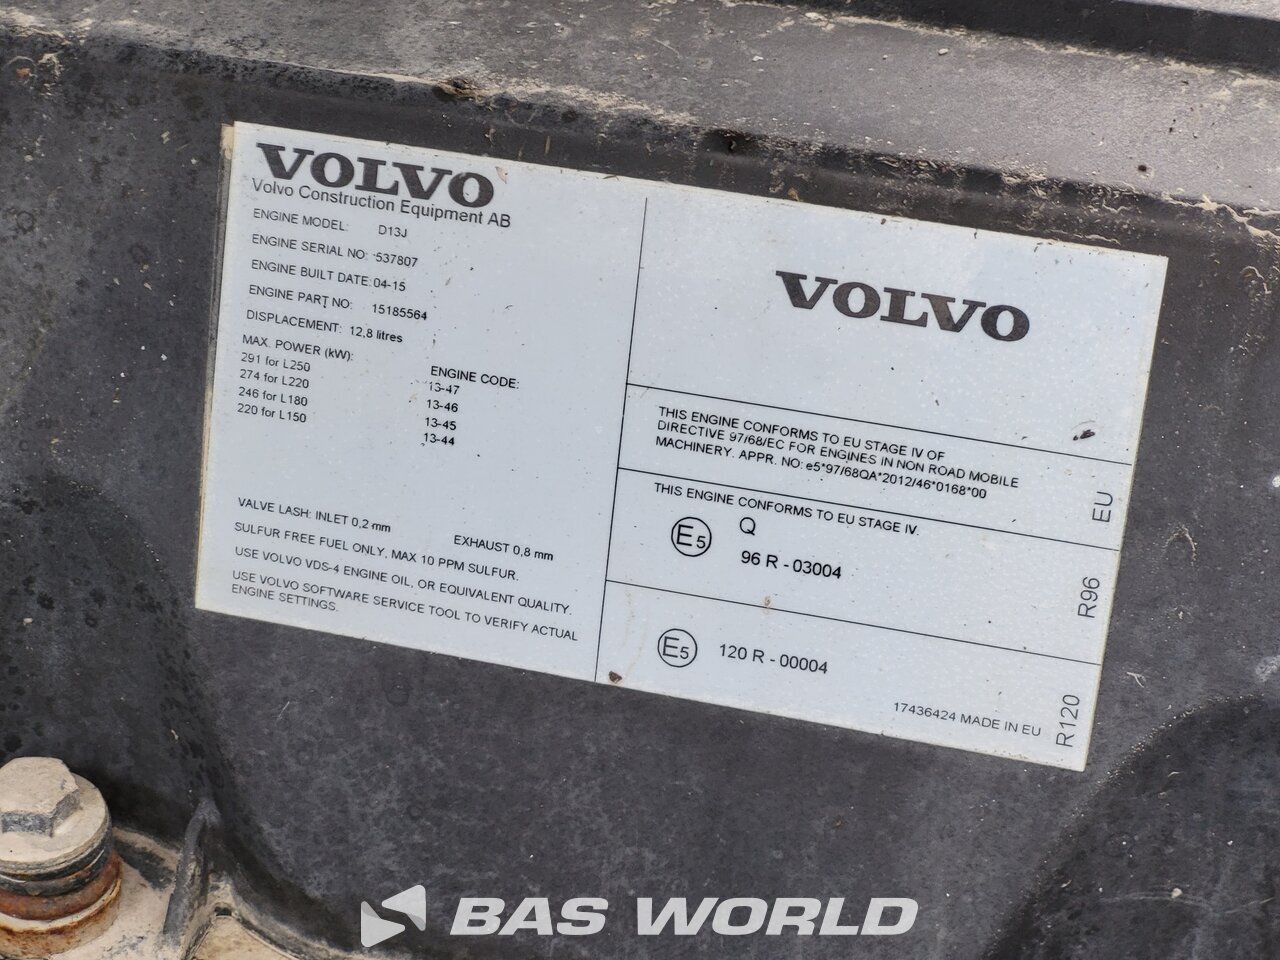 VOLVO
Volvo Construction Equipment AB
ENGINE MODEL: D13J
ENGINE SERIAL NO: 537807
ENGINE BUILT DATE: 04-15
ENGINE PART NO: 15185564
DISPLACEMENT: 12,8 litres
MAX. POWER (kW): ENGINE CODE:
291 for L250 13-47
274 for L220 13-46
246 for L180 13-45
220 for L150 13-44
VALVE LASH: INLET 0,2 mm EXHAUST 0,8 mm
SULFUR FREE FUEL ONLY, MAX 10 PPM SULFUR.
USE VOLVO VDS-4 ENGINE OIL, OR EQUIVALENT QUALITY.
USE VOLVO SOFTWARE SERVICE TOOL TO VERIFY ACTUAL
ENGINE SETTINGS.
VOLVO
THIS ENGINE CONFORMS TO EU STAGE IV OF
DIRECTIVE 97/68/EC FOR ENGINES IN NON ROAD MOBILE
MACHINERY. APPR. NO: e5*97/68QA*2012/46*0168*00
EU
THIS ENGINE CONFORMS TO EU STAGE IV.
E5 Q
96 R - 03004
R96
E5 120 R - 00004
17436424 MADE IN EU
R120
BAS WORLD